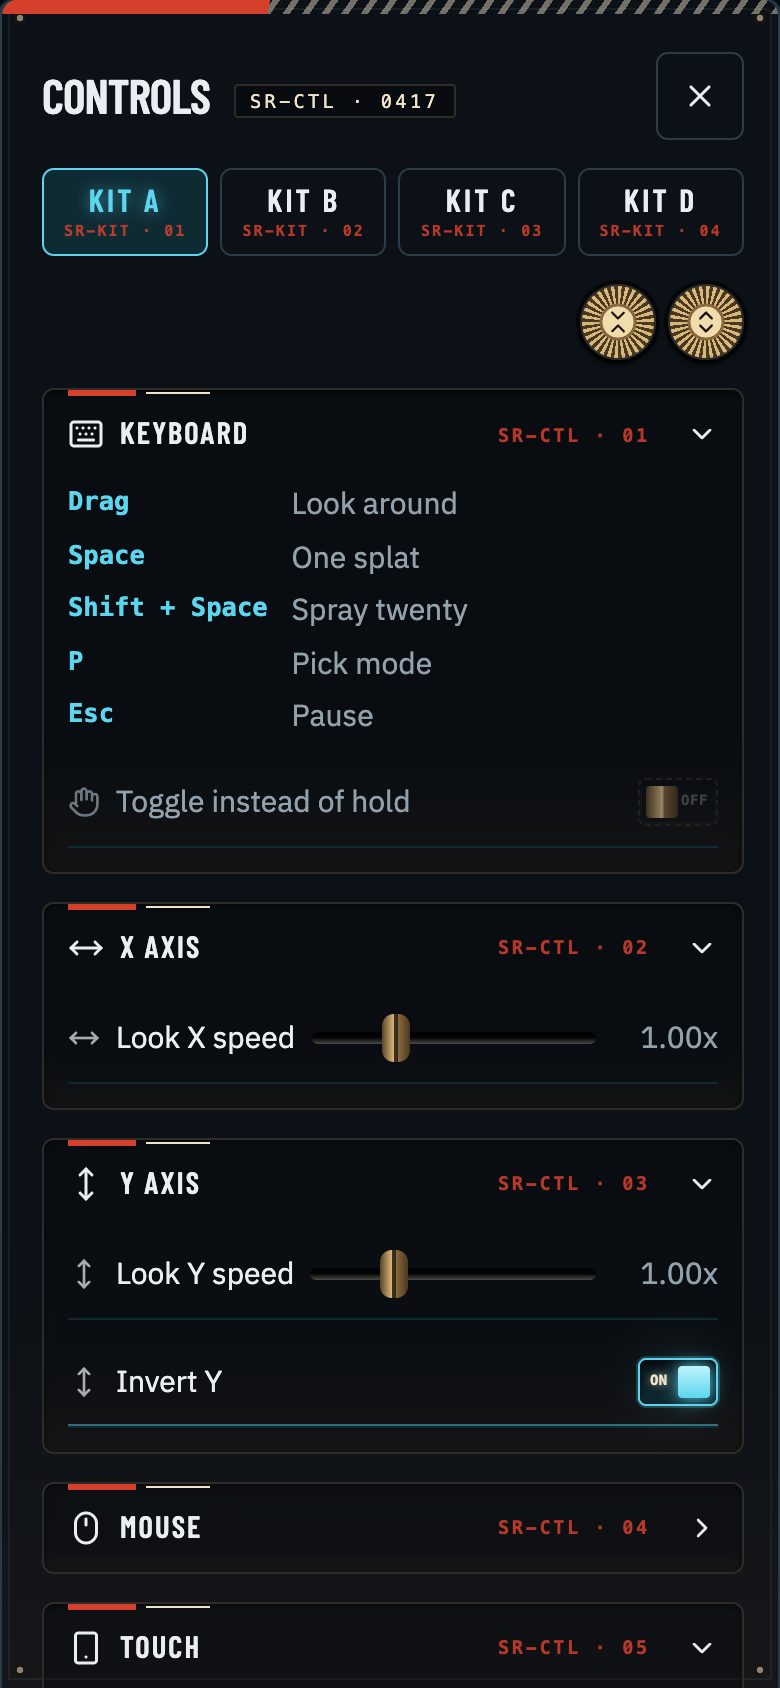 CONTROLS SR-CTL · 0417
KIT A KIT B KIT C KIT D
SR-KIT · 01 SR-KIT · 02 SR-KIT · 03 SR-KIT · 04
KEYBOARD SR-CTL · 01
Drag Look around
Space One splat
Shift + Space Spray twenty
P Pick mode
Esc Pause
Toggle instead of hold OFF
X AXIS SR-CTL · 02
Look X speed 1.00x
Y AXIS SR-CTL · 03
Look Y speed 1.00x
Invert Y ON
MOUSE SR-CTL · 04
TOUCH SR-CTL · 05